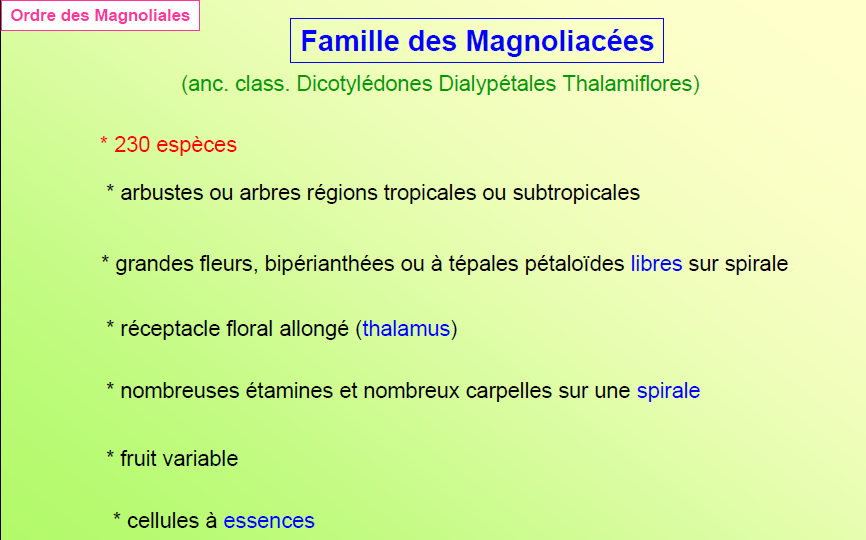 Ordre des Magnoliales
Famille des Magnoliacées
(anc. class. Dicotylédones Dialypétales Thalamiflores)
* 230 espèces
* arbustes ou arbres régions tropicales ou subtropicales
* grandes fleurs, bipérianthées ou à tépales pétaloïdes libres sur spirale
* réceptacle floral allongé (thalamus)
* nombreuses étamines et nombreux carpelles sur une spirale
* fruit variable
* cellules à essences